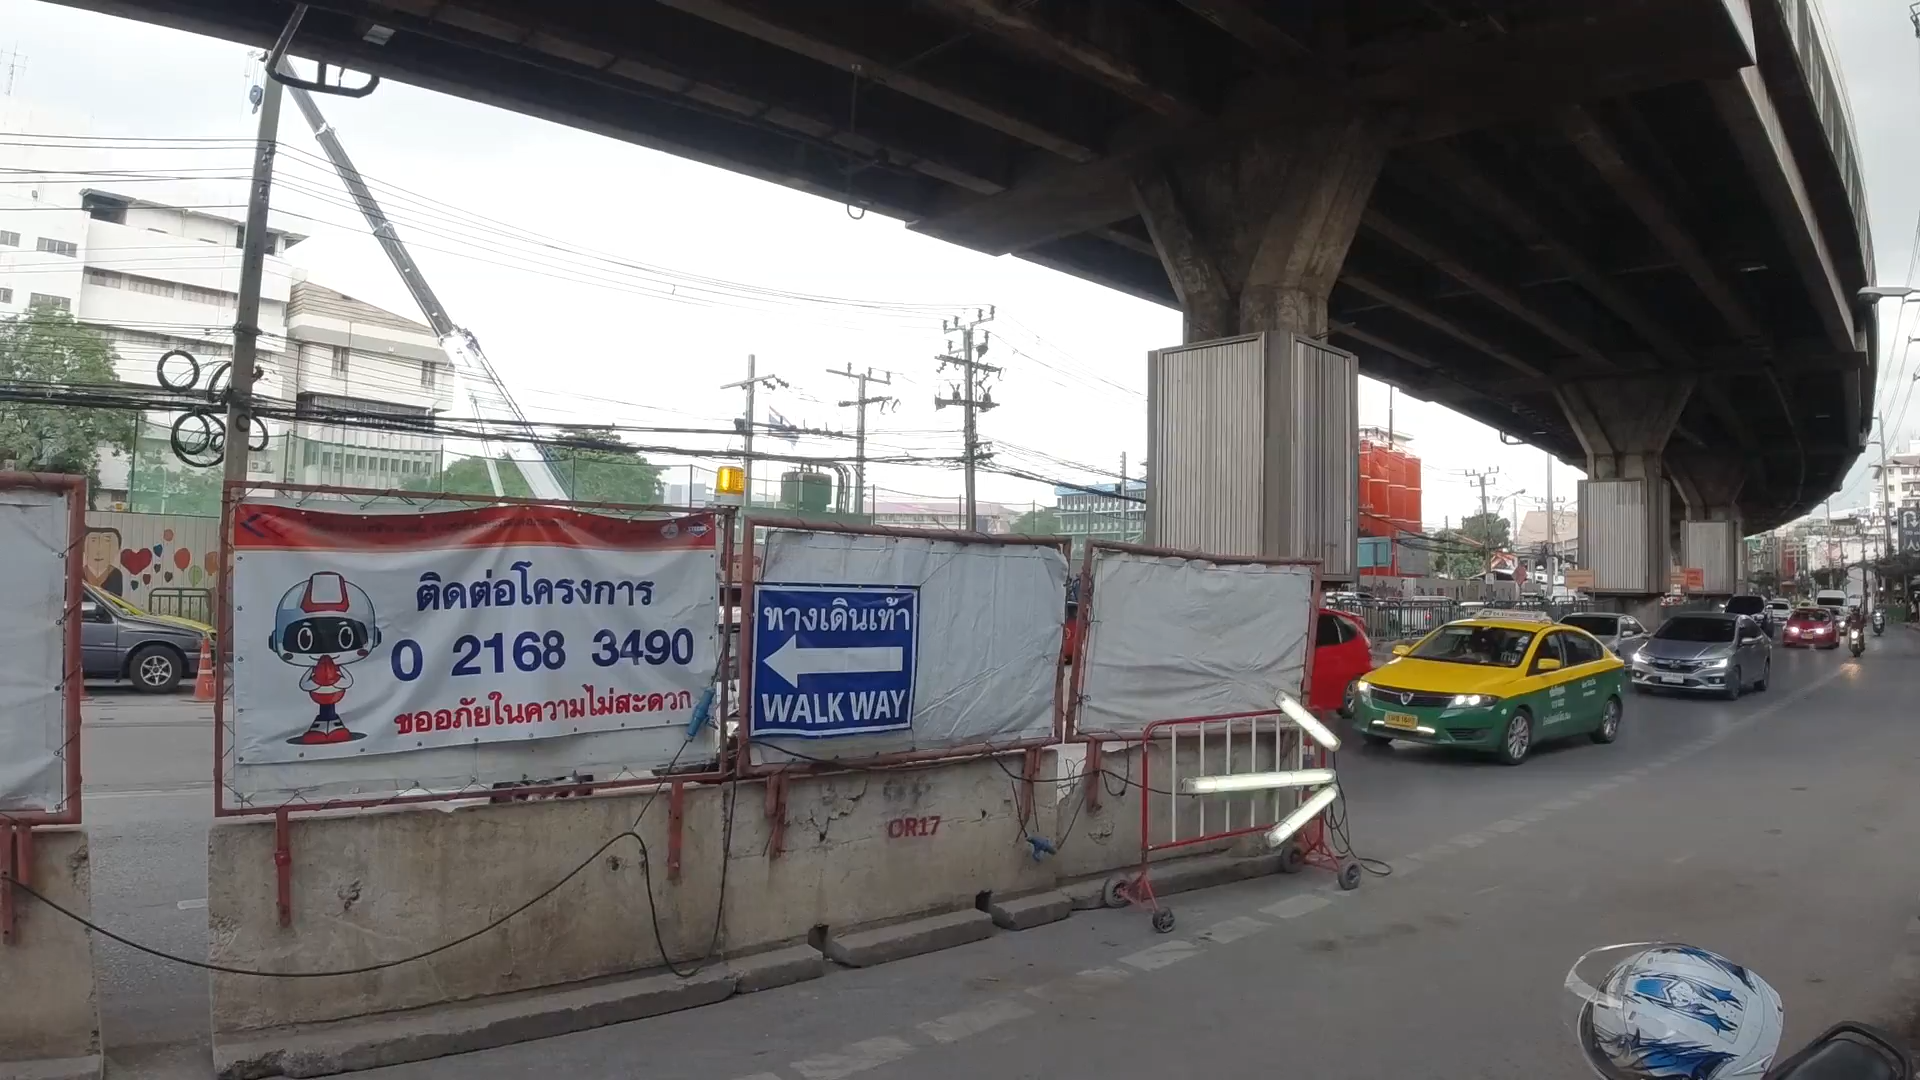 ติดต่อโครงการ
0 2168 3490
ขออภัยในความไม่สะดวก
ทางเดินเท้า
WALK WAY
OR17